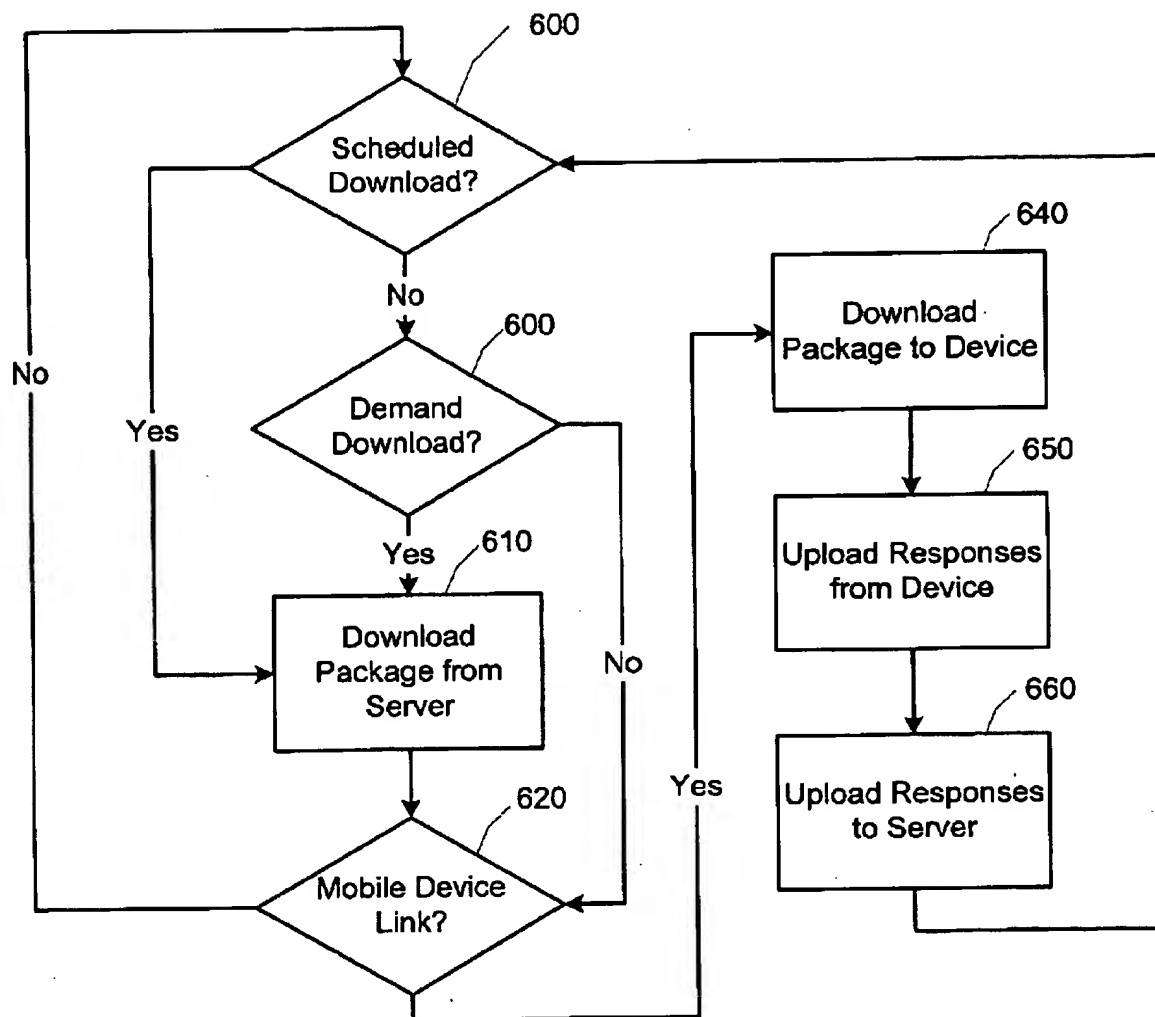 600
Scheduled
Download?
No
600
Demand
Download?
No
Yes
Yes
610
Download
Package from
Server
No
620
Mobile Device
Link?
Yes
640
Download
Package to Device
650
Upload Responses
from Device
660
Upload Responses
to Server